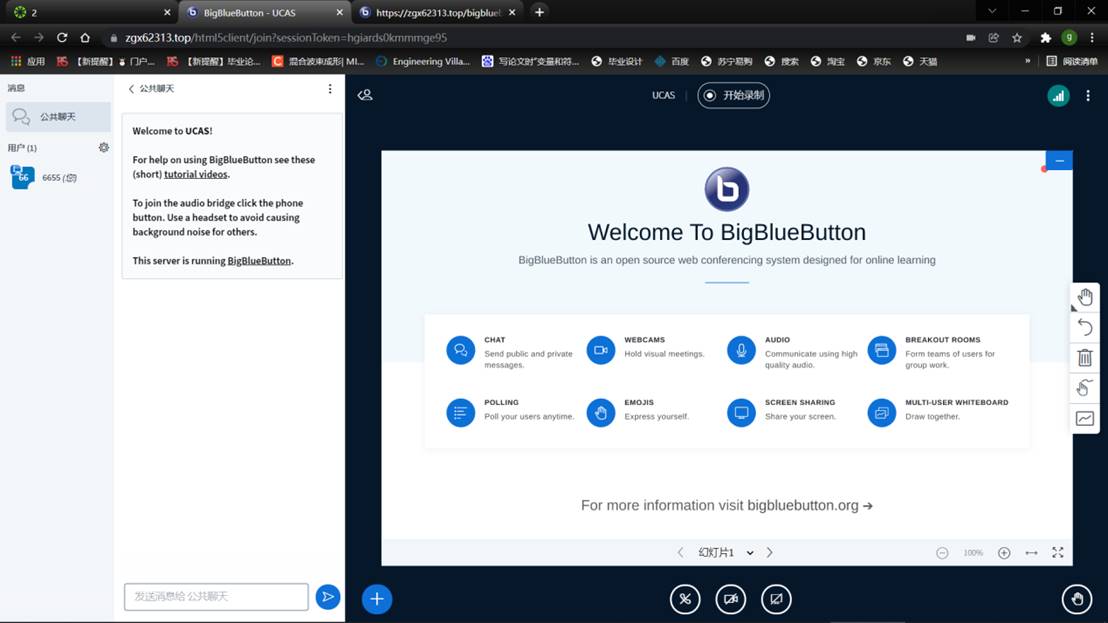 2
BigBlueButton - UCAS
https://zgx62313.top/bigblueb
zgx62313.top/html5client/join?sessionToken=hgiards0kmmmge95
g
应用
【新提醒】
门户...
【新提醒】毕业论...
混合波束成形| MI...
Engineering Villa...
写论文时"变量和符...
毕业设计
百度
苏宁易购
搜索
淘宝
京东
天猫
»
阅读清单
消息
公共聊天
用户 (1)
66
6655 (您)
公共聊天
Welcome to UCAS!
For help on using BigBlueButton see these
(short) tutorial videos.
To join the audio bridge click the phone
button. Use a headset to avoid causing
background noise for others.
This server is running BigBlueButton.
发送消息给 公共聊天
UCAS
开始录制
b
Welcome To BigBlueButton
BigBlueButton is an open source web conferencing system designed for online learning
CHAT
Send public and private
messages.
WEBCAMS
Hold visual meetings.
AUDIO
Communicate using high
quality audio.
BREAKOUT ROOMS
Form teams of users for
group work.
POLLING
Poll your users anytime.
EMOJIS
Express yourself.
SCREEN SHARING
Share your screen.
MULTI-USER WHITEBOARD
Draw together.
For more information visit bigbluebutton.org →
幻灯片1
100%